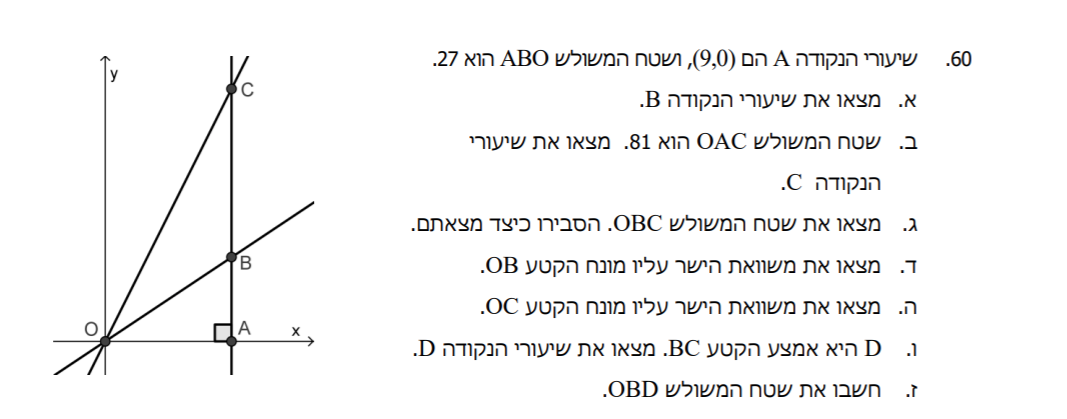 60. שיעורי הנקודה A הם (9,0), ושטח המשולש ABO הוא 27.
א. מצאו את שיעורי הנקודה B.
ב. שטח המשולש OAC הוא 81. מצאו את שיעורי
הנקודה C.
ג. מצאו את שטח המשולש OBC. הסבירו כיצד מצאתם.
ד. מצאו את משוואת הישר עליו מונח הקטע OB.
ה. מצאו את משוואת הישר עליו מונח הקטע OC.
ו. D היא אמצע הקטע BC. מצאו את שיעורי הנקודה D.
ז. חשבו את שטח המשולש OBD.
y
C
B
O
A
x